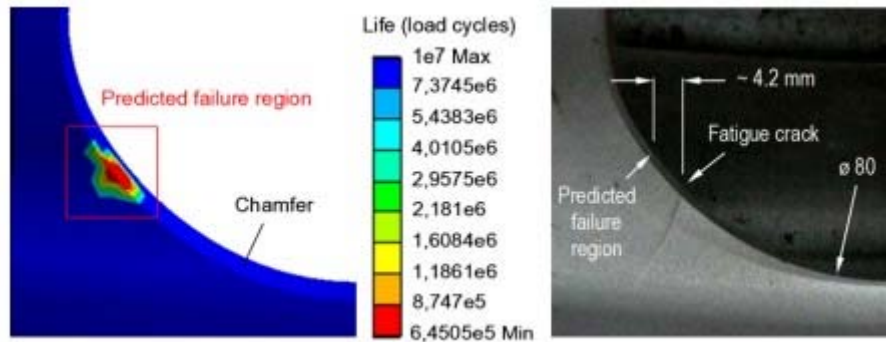 Predicted failure region
Chamfer
Life (load cycles)
1e7 Max
7,3745e6
5,4383e6
4,0105e6
2,9575e6
2,181e6
1,6084e6
1,1861e6
8,747e5
6,4505e5 Min
~ 4.2 mm
Fatigue crack
ø 80
Predicted
failure
region